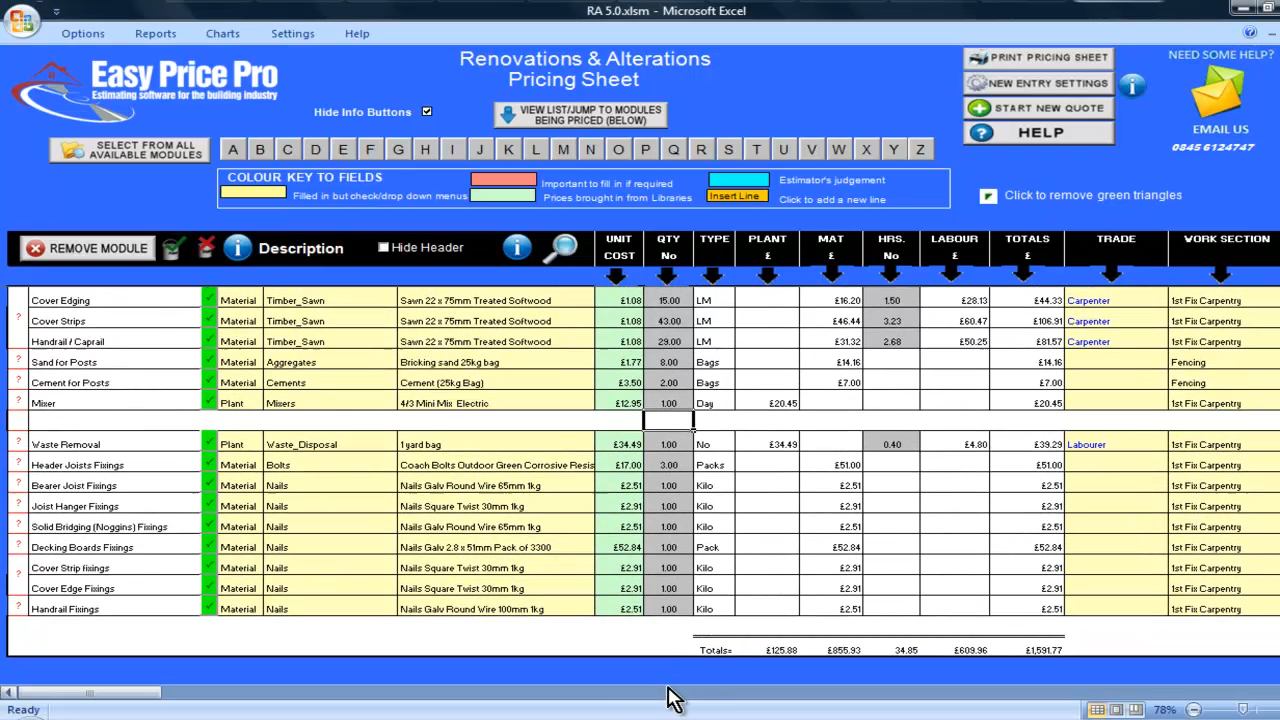 RA 5.0.xlsm - Microsoft Excel
Options Reports Charts Settings Help
Easy Price Pro
Estimating software for the building industry
Renovations & Alterations
Pricing Sheet
Hide Info Buttons
VIEW LIST/JUMP TO MODULES
BEING PRICED (BELOW)
PRINT PRICING SHEET
NEW ENTRY SETTINGS
START NEW QUOTE
HELP
NEED SOME HELP?
EMAIL US
0845 6124747
SELECT FROM ALL
AVAILABLE MODULES
A B C D E F G H I J K L M N O P Q R S T U V W X Y Z
COLOUR KEY TO FIELDS
Filled in but check/drop down menus
Important to fill in if required
Prices brought in from Libraries
Estimator's judgement
Insert Line Click to add a new line
Click to remove green triangles
REMOVE MODULE Description Hide Header
UNIT COST QTY No TYPE PLANT £ MAT £ HRS. No LABOUR £ TOTALS £ TRADE WORK SECTION
Cover Edging Material Timber_Sawn Sawn 22 x 75mm Treated Softwood £1.08 15.00 LM £16.20 1.50 £28.13 £44.33 Carpenter 1st Fix Carpentry
? Cover Strips Material Timber_Sawn Sawn 22 x 75mm Treated Softwood £1.08 43.00 LM £46.44 3.23 £60.47 £106.91 Carpenter 1st Fix Carpentry
Handrail / Caprail Material Timber_Sawn Sawn 22 x 75mm Treated Softwood £1.08 29.00 LM £31.32 2.68 £50.25 £81.57 Carpenter 1st Fix Carpentry
? Sand for Posts Material Aggregates Bricking sand 25kg bag £1.77 8.00 Bags £14.16 £14.16 Fencing
? Cement for Posts Material Cements Cement (25kg Bag) £3.50 2.00 Bags £7.00 £7.00 Fencing
? Mixer Plant Mixers 4/3 Mini Mix Electric £12.95 1.00 Day £20.45 £20.45 1st Fix Carpentry
? Waste Removal Plant Waste_Disposal 1 yard bag £34.49 1.00 No £34.49 0.40 £4.80 £39.29 Labourer 1st Fix Carpentry
? Header Joists Fixings Material Bolts Coach Bolts Outdoor Green Corrosive Resis £17.00 3.00 Packs £51.00 £51.00 1st Fix Carpentry
? Bearer Joist Fixings Material Nails Nails Galv Round Wire 65mm 1kg £2.51 1.00 Kilo £2.51 £2.51 1st Fix Carpentry
? Joist Hanger Fixings Material Nails Nails Square Twist 30mm 1kg £2.91 1.00 Kilo £2.91 £2.91 1st Fix Carpentry
? Solid Bridging (Noggins) Fixings Material Nails Nails Galv Round Wire 65mm 1kg £2.51 1.00 Kilo £2.51 £2.51 1st Fix Carpentry
? Decking Boards Fixings Material Nails Nails Galv 2.8 x 51mm Pack of 3300 £52.84 1.00 Pack £52.84 £52.84 1st Fix Carpentry
? Cover Strip fixings Material Nails Nails Square Twist 30mm 1kg £2.91 1.00 Kilo £2.91 £2.91 1st Fix Carpentry
Cover Edge Fixings Material Nails Nails Square Twist 30mm 1kg £2.91 1.00 Kilo £2.91 £2.91 1st Fix Carpentry
? Handrail Fixings Material Nails Nails Galv Round Wire 100mm 1kg £2.51 1.00 Kilo £2.51 £2.51 1st Fix Carpentry
Totals= £125.88 £855.93 34.85 £609.96 £1,591.77
Ready 78%